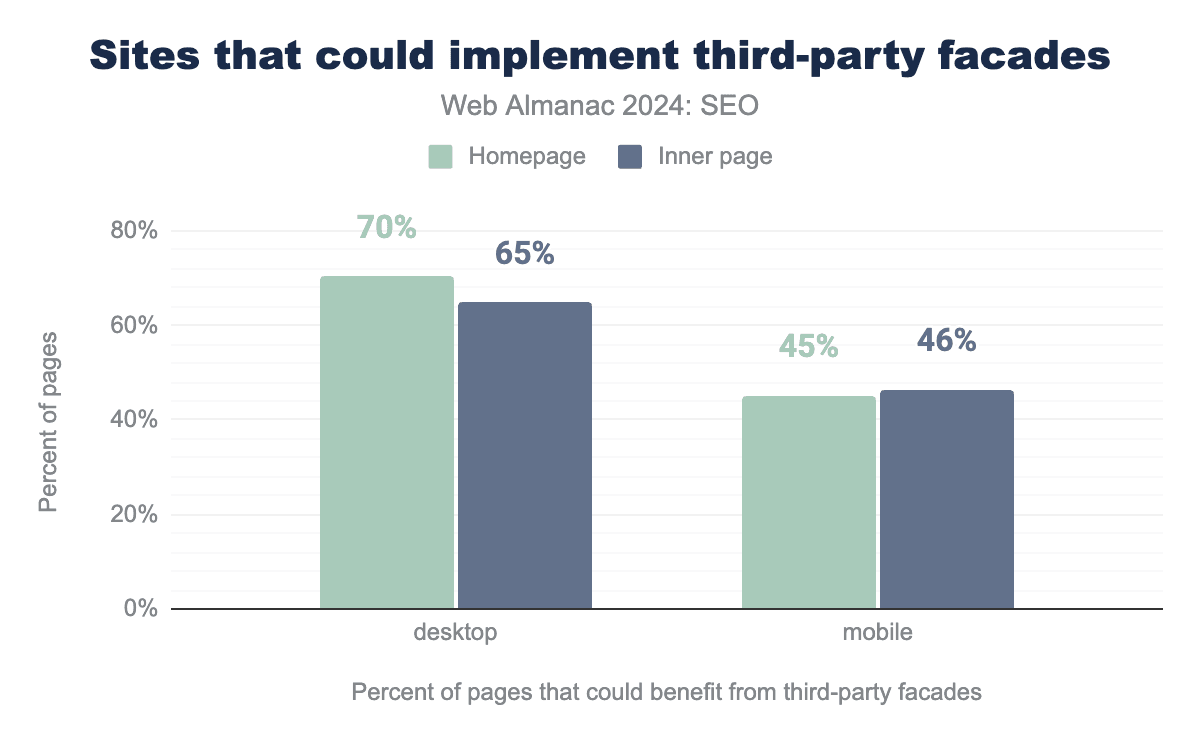 Sites that could implement third-party facades
Web Almanac 2024: SEO
Homepage Inner page
Percent of pages
80%
60%
40%
20%
0%
70%
65%
45%
46%
desktop mobile
Percent of pages that could benefit from third-party facades